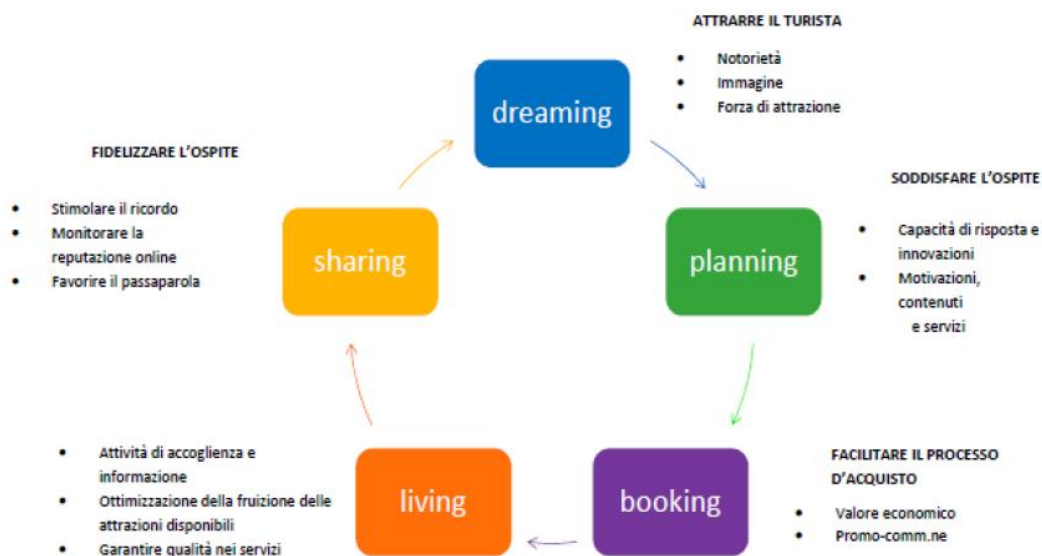 ATTRARRE IL TURISTA
• Notorietà
• Immagine
• Forza di attrazione
dreaming
FIDELIZZARE L'OSPITE
• Stimolare il ricordo
• Monitorare la
reputazione online
• Favorire il passaparola
sharing
planning
SODDISFARE L'OSPITE
• Capacità di risposta e
innovazioni
• Motivazioni,
contenuti
e servizi
• Attività di accoglienza e
informazione
• Ottimizzazione della fruizione delle
attrazioni disponibili
• Garantire qualità nei servizi
living
booking
FACILITARE IL PROCESSO
D'ACQUISTO
• Valore economico
• Promo-comm.ne